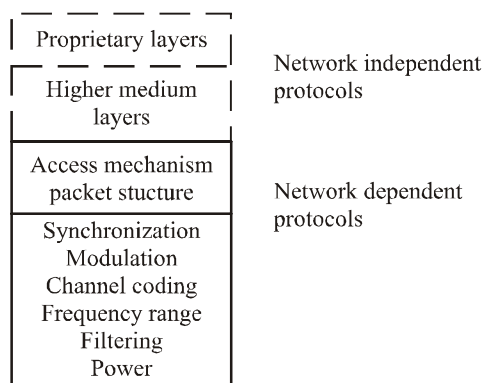 Proprietary layers
Higher medium
layers
Network independent
protocols
Access mechanism
packet stucture
Network dependent
protocols
Synchronization
Modulation
Channel coding
Frequency range
Filtering
Power